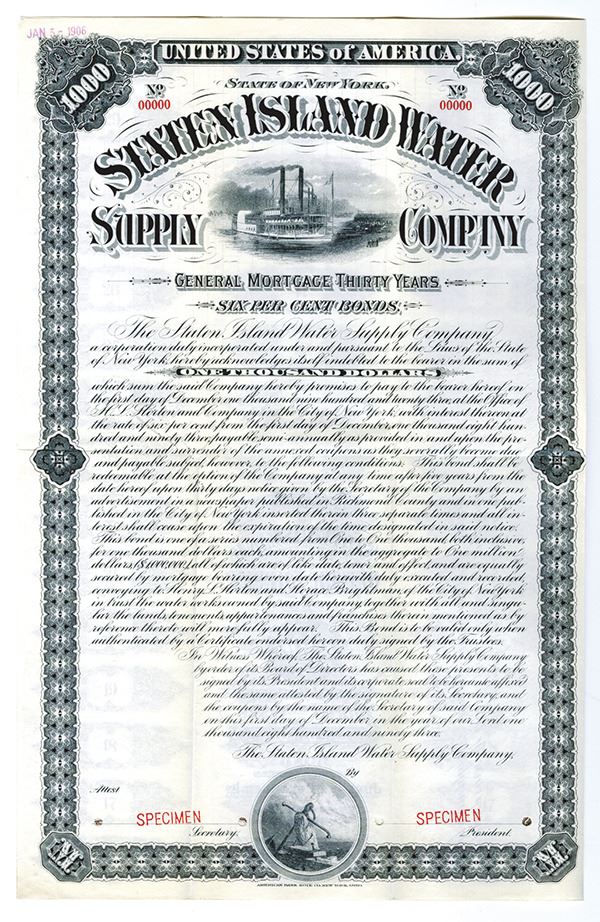 JAN 5- 1906
UNITED STATES of AMERICA.
1000
1000
STATE OF NEW YORK.
No
00000
No
00000
STATEN ISLAND WATER
SUPPLY COMPANY
GENERAL MORTGAGE THIRTY YEARS
SIX PER CENT BONDS,
The Staten Island Water Supply Company,
a corporation duly incorporated under and pursuant to the Laws of the State
of New York, hereby acknowledges itself indebted to the bearer in the sum of
ONE THOUSAND DOLLARS
which sum the said Company hereby promises to pay to the bearer hereof on
the first day of December one thousand nine hundred and twenty three, at the Office of
H. L. Horton and Company in the City of New York, with interest thereon at
the rate of six per cent from the first day of December, one thousand eight hun-
dred and ninety three, payable semi-annually as provided in and upon the pre-
sentation and surrender of the annexed coupons as they severally become due
and payable subject, however, to the following conditions. This bond shall be
redeemable at the option of the Company at any time after five years from the
date hereof upon thirty days notice given by the Secretary of the Company by an
advertisement in a newspaper published in Richmond County and in one pub-
lished in the City of New York inserted therein three separate times and all in-
terest shall cease upon the expiration of the time designated in said notice.
This bond is one of a series numbered from One to One thousand, both inclusive
for one thousand dollars each, amounting in the aggregate to One million
dollars, ($1,000,000,) all of which are of like date, tenor and effect, and are equally
secured by mortgage bearing even date herewith duly executed and recorded
conveying to Henry L. Horton and Horace Brightman, of the City of New York
in trust the water works owned by said Company, together with all and singu-
lar the lands, tenements, appurtenances and franchises therein mentioned as by
reference thereto will more fully appear. This Bond is to be valid only when
authenticated by a Certificate endorsed hereon duly signed by the Trustees.
In Witness Whereof, The Staten Island Water Supply Company
by order of its Board of Directors has caused these presents to be
signed by its President and its corporate seal to be hereunto affixed
and the same attested by the signature of its Secretary, and
the coupons by the name of the Secretary of said Company
on this first day of December, in the year of our Lord one
thousand eight hundred and ninety three.
The Staten Island Water Supply Company.
By
Attest
SPECIMEN
SPECIMEN
Secretary.
President.
M
M
AMERICAN BANK NOTE CO. NEW YORK.